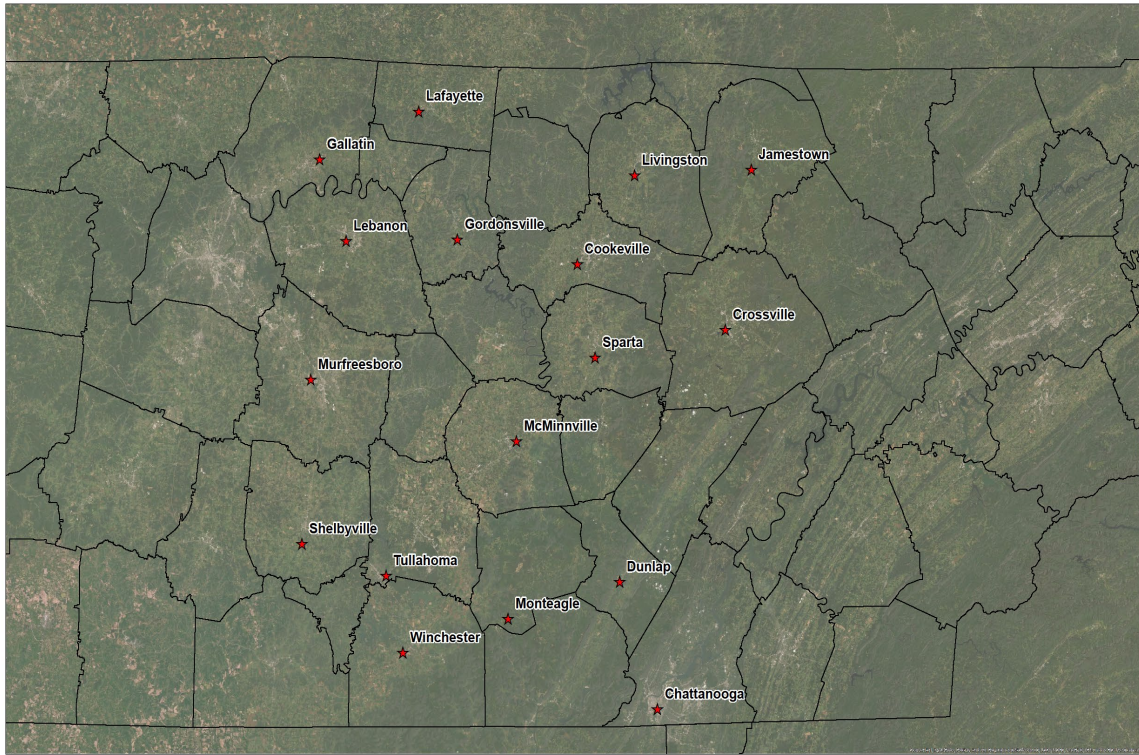 Lafayette
Gallatin
Jamestown
Livingston
Lebanon
Gordonsville
Cookeville
Crossville
Sparta
Murfreesboro
McMinnville
Shelbyville
Tullahoma
Dunlap
Monteagle
Winchester
Chattanooga